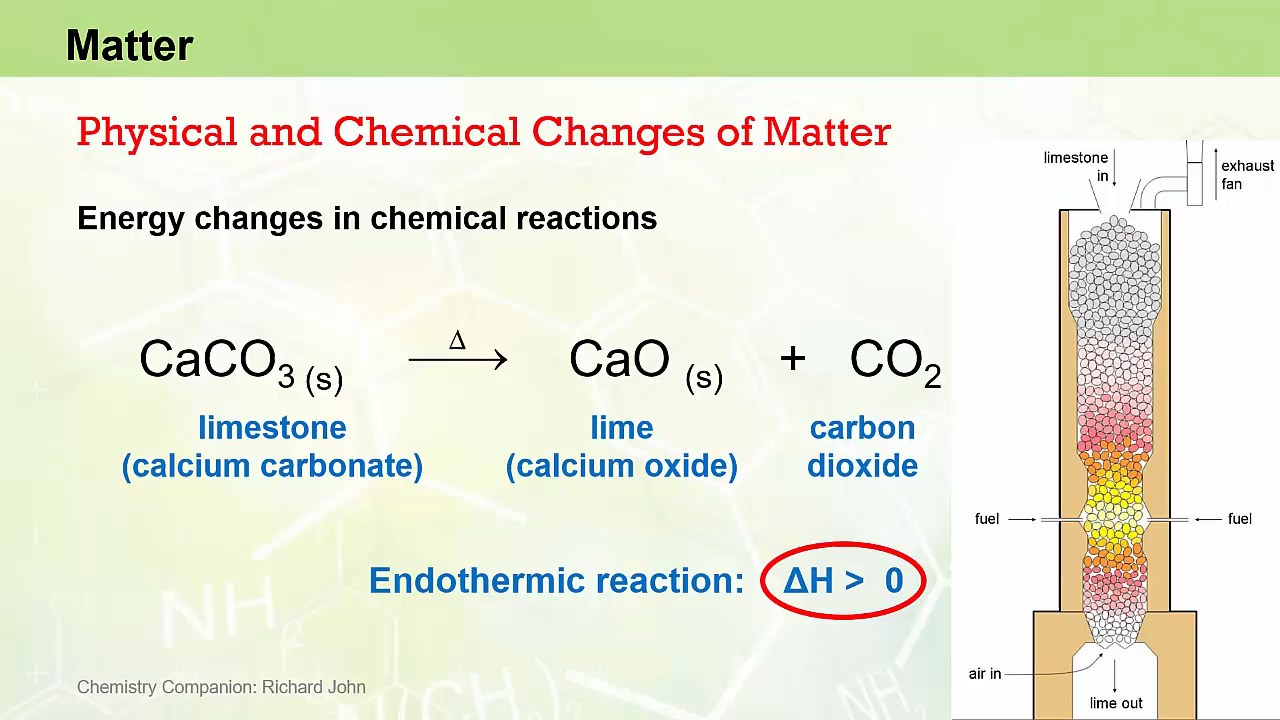 Matter
Physical and Chemical Changes of Matter
Energy changes in chemical reactions
CaCO₃ (s) Δ ⟶ CaO (s) + CO₂
limestone lime carbon
(calcium carbonate) (calcium oxide) dioxide
Endothermic reaction: ΔH > 0
Chemistry Companion: Richard John
limestone
in
exhaust
fan
fuel
fuel
air in
lime out
NH₂
NH